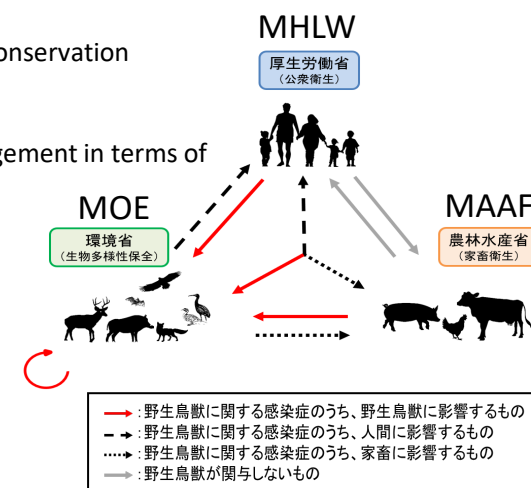 onservation
gement in terms of
MHLW
厚生労働省
(公衆衛生)
MOE
環境省
(生物多様性保全)
MAAF
農林水産省
(家畜衛生)
:野生鳥獣に関する感染症のうち、野生鳥獣に影響するもの
:野生鳥獣に関する感染症のうち、人間に影響するもの
:野生鳥獣に関する感染症のうち、家畜に影響するもの
:野生鳥獣が関与しないもの